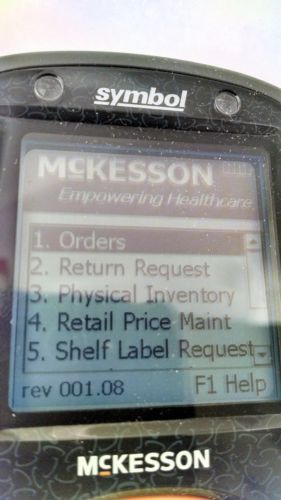 symbol
MCKESSON
Empowering Healthcare
1. Orders
2. Return Request
3. Physical Inventory
4. Retail Price Maint
5. Shelf Label Request
rev 001.08 F1 Help
MCKESSON